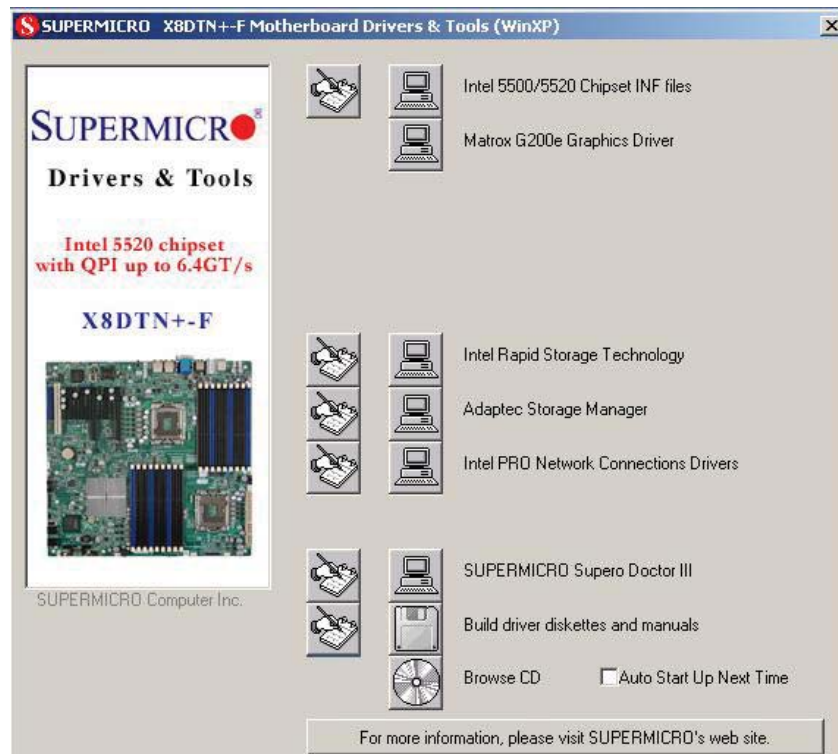 SUPERMICRO X8DTN+-F Motherboard Drivers & Tools (WinXP)
SUPERMICRO®
Drivers & Tools
Intel 5520 chipset
with QPI up to 6.4GT/s
X8DTN+-F
SUPERMICRO Computer Inc.
Intel 5500/5520 Chipset INF files
Matrox G200e Graphics Driver
Intel Rapid Storage Technology
Adaptec Storage Manager
Intel PRO Network Connections Drivers
SUPERMICRO Supero Doctor III
Build driver diskettes and manuals
Browse CD Auto Start Up Next Time
For more information, please visit SUPERMICRO's web site.